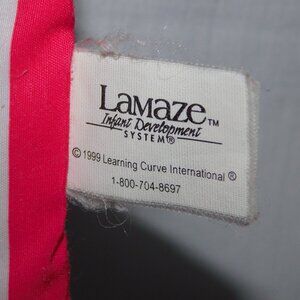 LAMAZE™
Infant Development
SYSTEM®
© 1999 Learning Curve International ®
1-800-704-8697